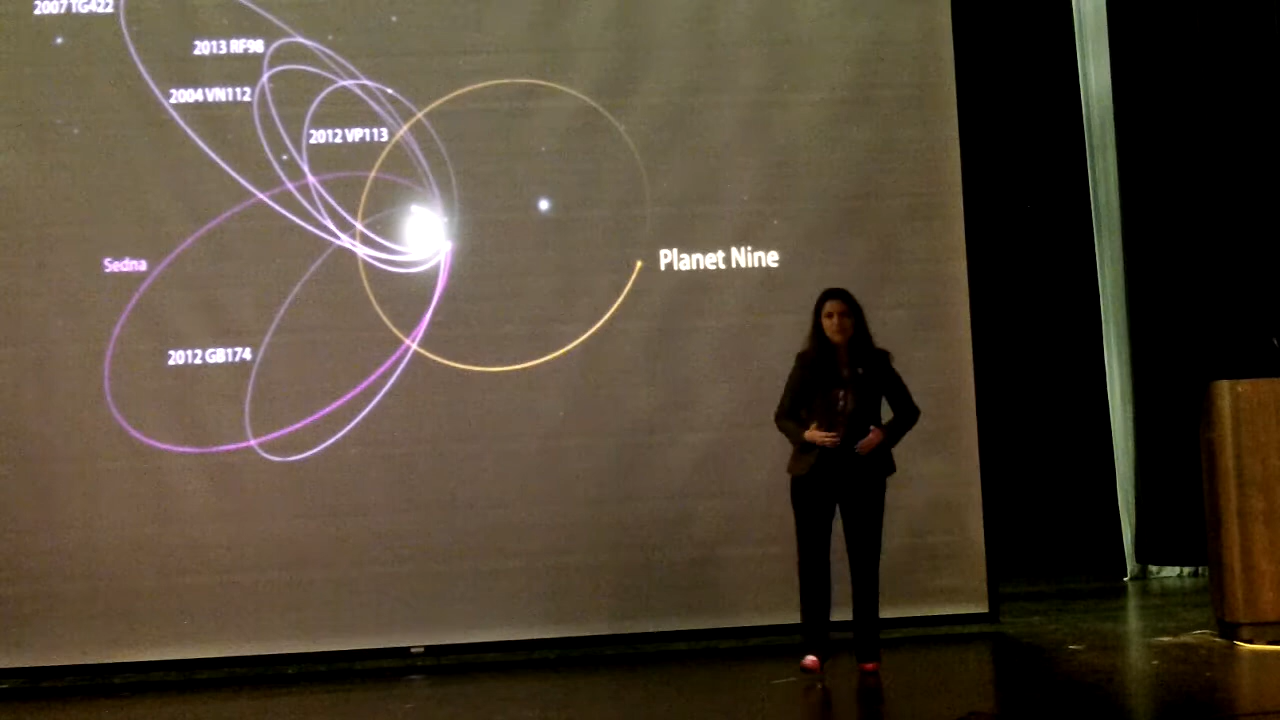 2007 TG422
2013 RF98
2004 VN112
2012 VP113
Sedna
Planet Nine
2012 GB174